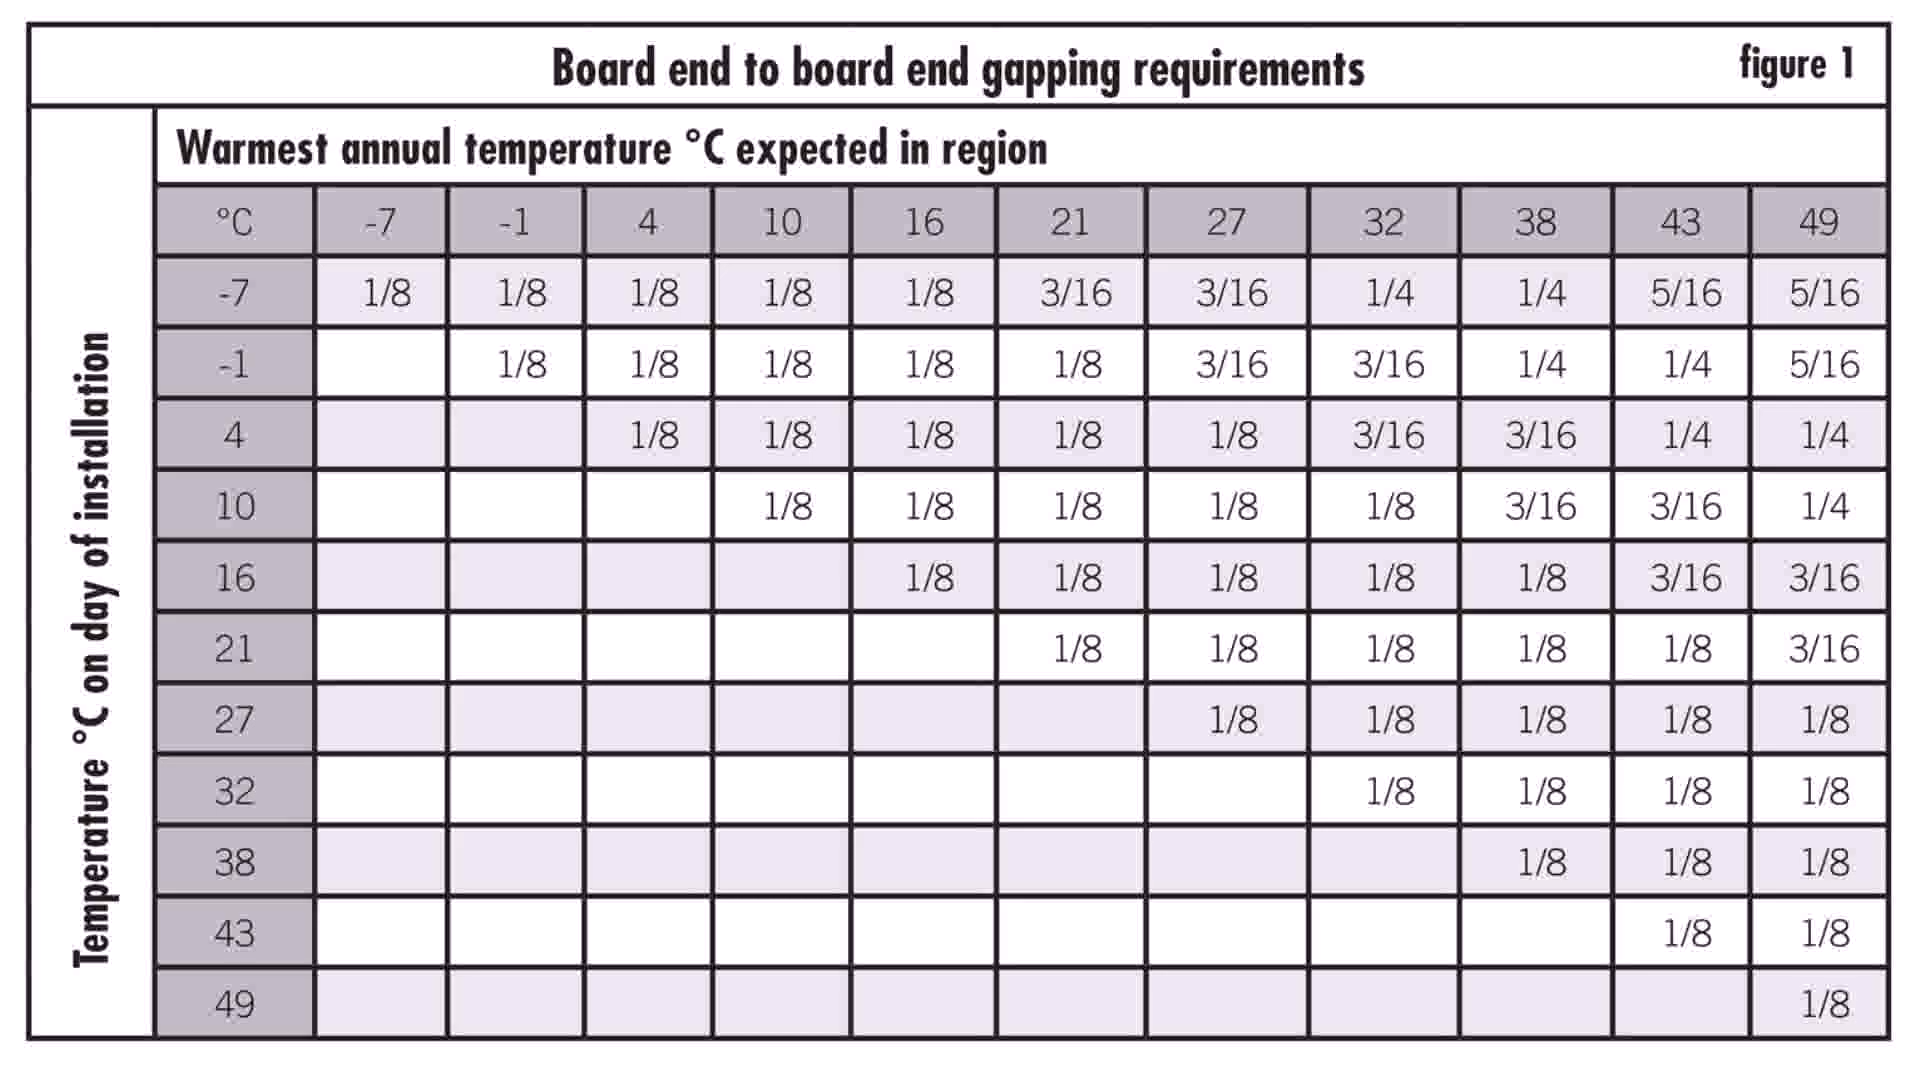 Board end to board end gapping requirements
figure 1
Warmest annual temperature °C expected in region
Temperature °C on day of installation
°C -7 -1 4 10 16 21 27 32 38 43 49
-7 1/8 1/8 1/8 1/8 1/8 3/16 3/16 1/4 1/4 5/16 5/16
-1 1/8 1/8 1/8 1/8 1/8 3/16 3/16 1/4 1/4 5/16
4 1/8 1/8 1/8 1/8 1/8 3/16 3/16 1/4 1/4
10 1/8 1/8 1/8 1/8 1/8 3/16 3/16 1/4
16 1/8 1/8 1/8 1/8 1/8 3/16 3/16
21 1/8 1/8 1/8 1/8 1/8 3/16
27 1/8 1/8 1/8 1/8 1/8
32 1/8 1/8 1/8 1/8
38 1/8 1/8 1/8
43 1/8 1/8
49 1/8